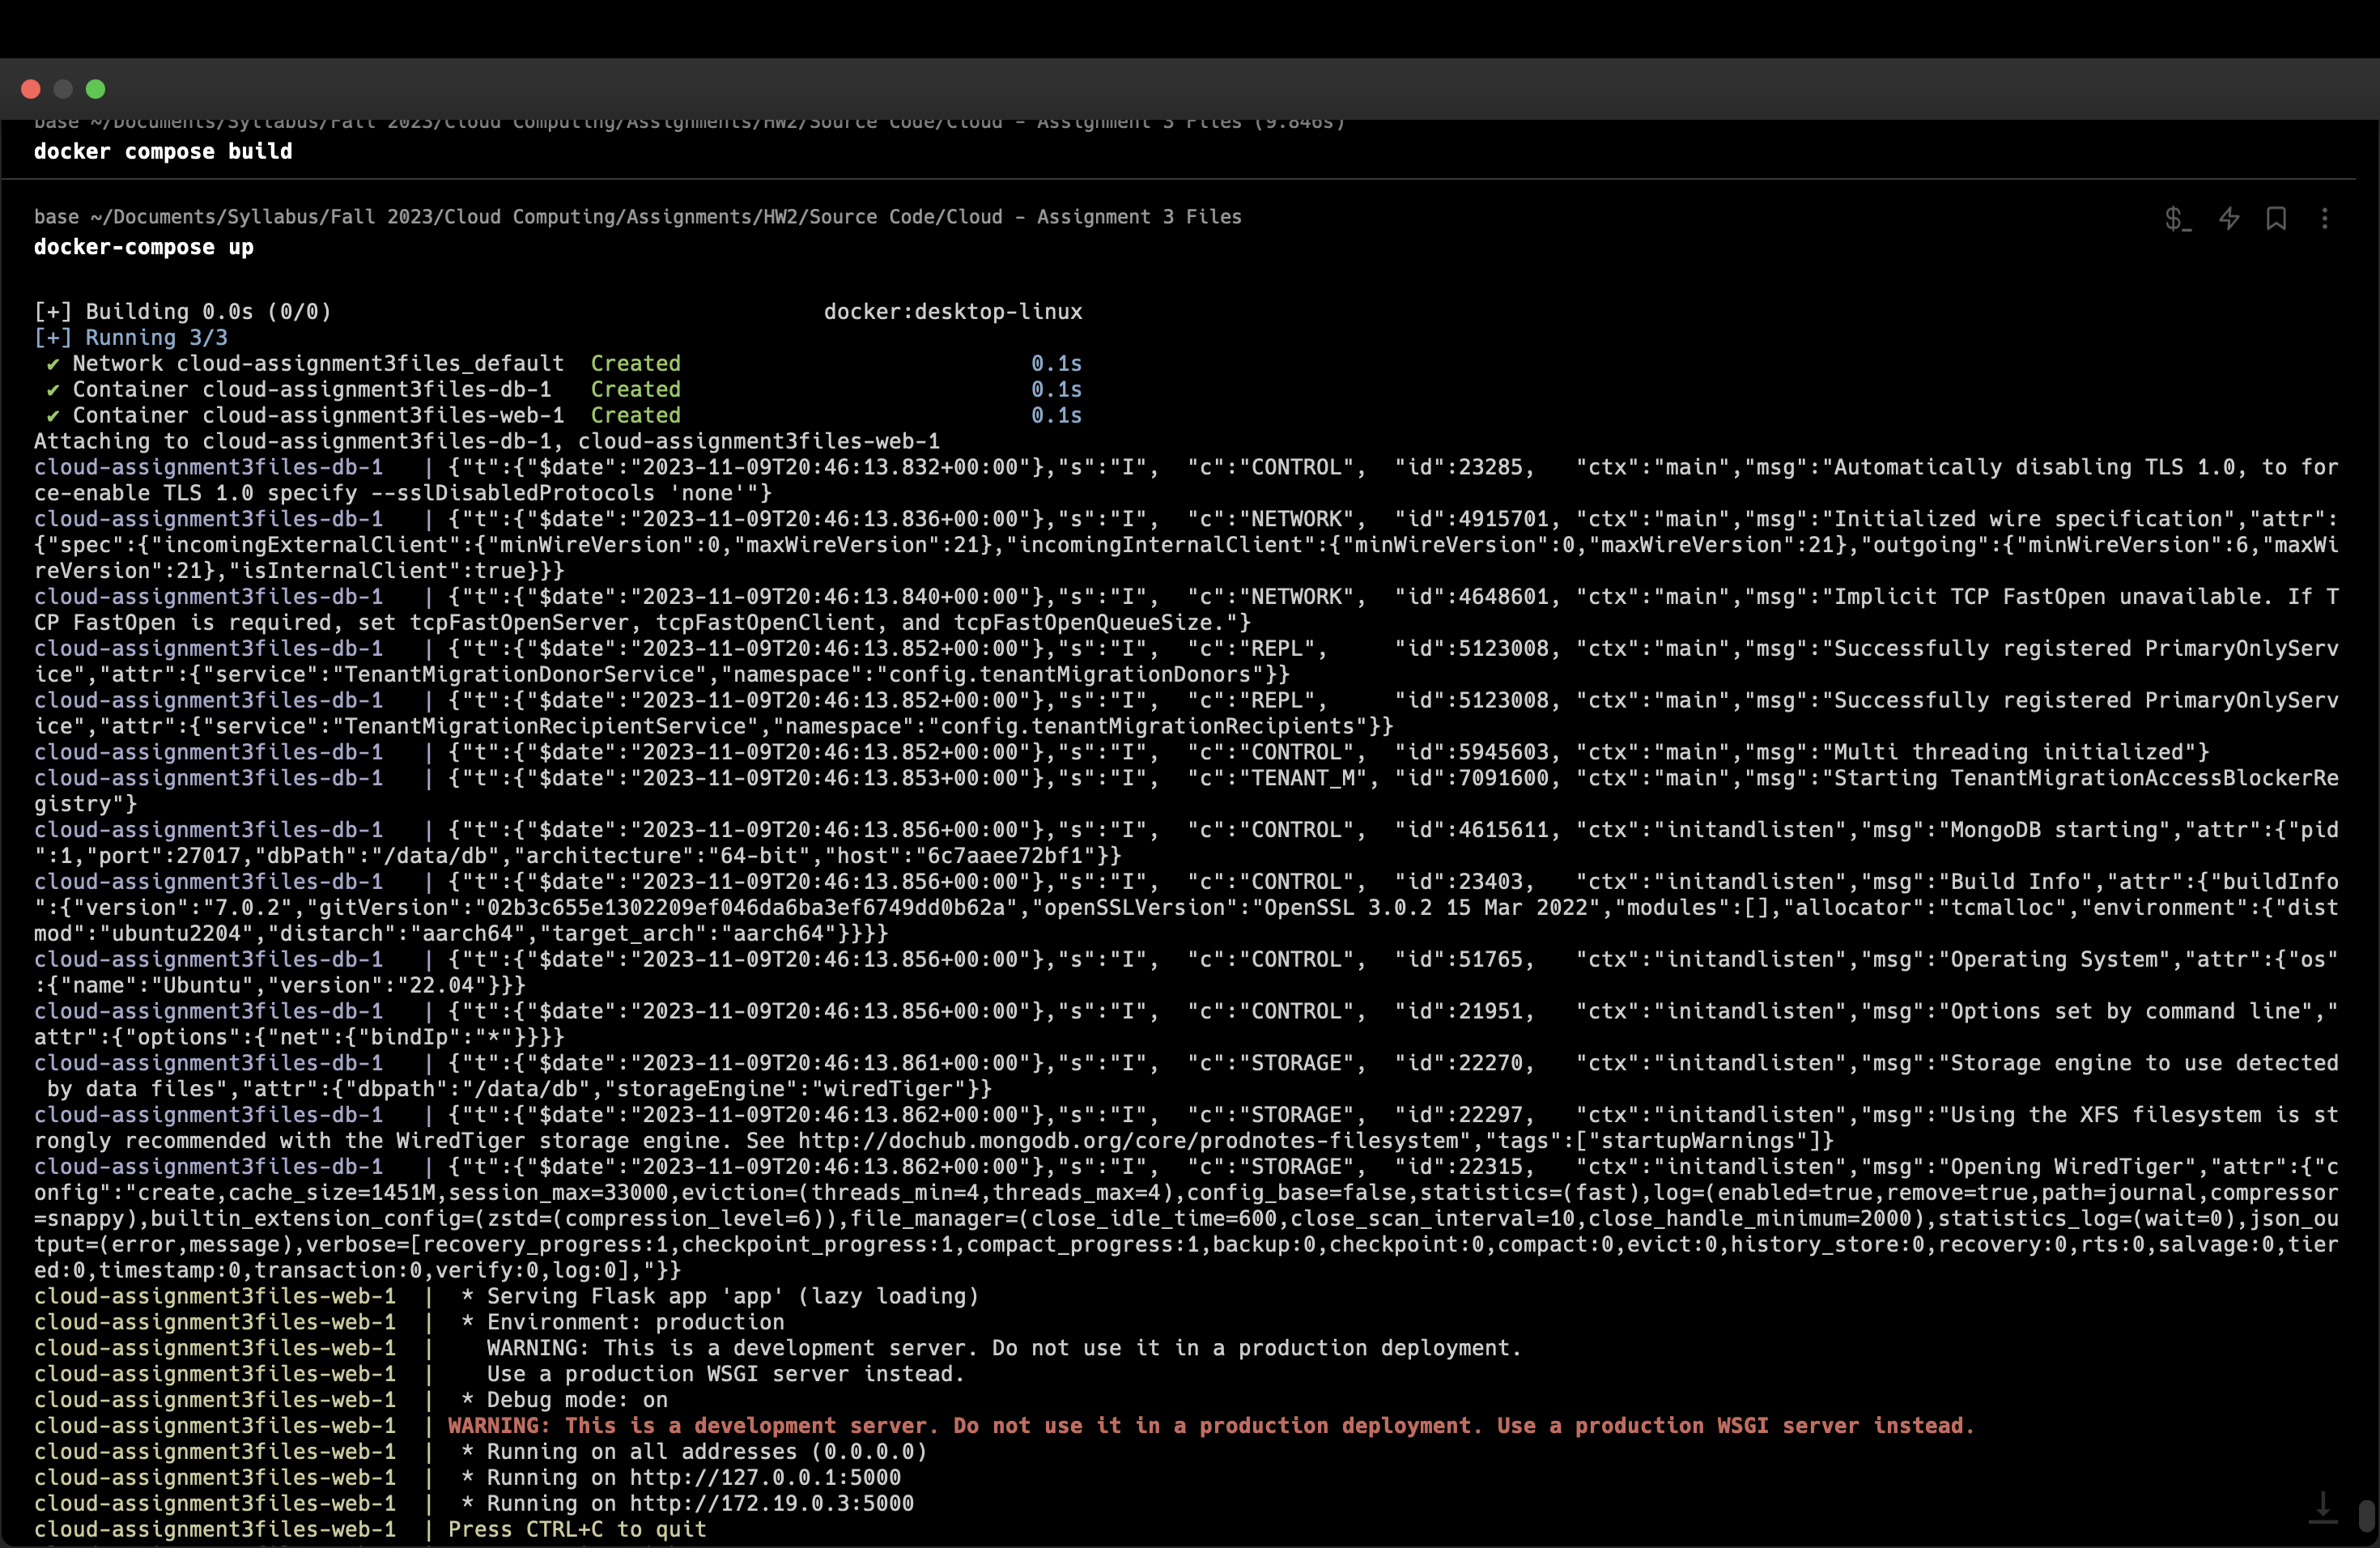 base ~/Documents/Syllabus/Fall 2023/Cloud Computing/Assignments/HW2/Source Code/Cloud - Assignment 3 Files (9.846s)
docker compose build
base ~/Documents/Syllabus/Fall 2023/Cloud Computing/Assignments/HW2/Source Code/Cloud - Assignment 3 Files
$_
docker-compose up
[+] Building 0.0s (0/0) docker:desktop-linux
[+] Running 3/3
✔ Network cloud-assignment3files_default Created 0.1s
✔ Container cloud-assignment3files-db-1 Created 0.1s
✔ Container cloud-assignment3files-web-1 Created 0.1s
Attaching to cloud-assignment3files-db-1, cloud-assignment3files-web-1
cloud-assignment3files-db-1 | {"t":{"$date":"2023-11-09T20:46:13.832+00:00"},"s":"I", "c":"CONTROL", "id":23285, "ctx":"main","msg":"Automatically disabling TLS 1.0, to for
ce-enable TLS 1.0 specify --sslDisabledProtocols 'none'"}
cloud-assignment3files-db-1 | {"t":{"$date":"2023-11-09T20:46:13.836+00:00"},"s":"I", "c":"NETWORK", "id":4915701, "ctx":"main","msg":"Initialized wire specification","attr":
{"spec":{"incomingExternalClient":{"minWireVersion":0,"maxWireVersion":21},"incomingInternalClient":{"minWireVersion":0,"maxWireVersion":21},"outgoing":{"minWireVersion":6,"maxWi
reVersion":21},"isInternalClient":true}}}
cloud-assignment3files-db-1 | {"t":{"$date":"2023-11-09T20:46:13.840+00:00"},"s":"I", "c":"NETWORK", "id":4648601, "ctx":"main","msg":"Implicit TCP FastOpen unavailable. If T
CP FastOpen is required, set tcpFastOpenServer, tcpFastOpenClient, and tcpFastOpenQueueSize."}
cloud-assignment3files-db-1 | {"t":{"$date":"2023-11-09T20:46:13.852+00:00"},"s":"I", "c":"REPL", "id":5123008, "ctx":"main","msg":"Successfully registered PrimaryOnlyServ
ice","attr":{"service":"TenantMigrationDonorService","namespace":"config.tenantMigrationDonors"}}
cloud-assignment3files-db-1 | {"t":{"$date":"2023-11-09T20:46:13.852+00:00"},"s":"I", "c":"REPL", "id":5123008, "ctx":"main","msg":"Successfully registered PrimaryOnlyServ
ice","attr":{"service":"TenantMigrationRecipientService","namespace":"config.tenantMigrationRecipients"}}
cloud-assignment3files-db-1 | {"t":{"$date":"2023-11-09T20:46:13.852+00:00"},"s":"I", "c":"CONTROL", "id":5945603, "ctx":"main","msg":"Multi threading initialized"}
cloud-assignment3files-db-1 | {"t":{"$date":"2023-11-09T20:46:13.853+00:00"},"s":"I", "c":"TENANT_M", "id":7091600, "ctx":"main","msg":"Starting TenantMigrationAccessBlockerRe
gistry"}
cloud-assignment3files-db-1 | {"t":{"$date":"2023-11-09T20:46:13.856+00:00"},"s":"I", "c":"CONTROL", "id":4615611, "ctx":"initandlisten","msg":"MongoDB starting","attr":{"pid
":1,"port":27017,"dbPath":"/data/db","architecture":"64-bit","host":"6c7aaee72bf1"}}
cloud-assignment3files-db-1 | {"t":{"$date":"2023-11-09T20:46:13.856+00:00"},"s":"I", "c":"CONTROL", "id":23403, "ctx":"initandlisten","msg":"Build Info","attr":{"buildInfo
":{"version":"7.0.2","gitVersion":"02b3c655e1302209ef046da6ba3ef6749dd0b62a","openSSLVersion":"OpenSSL 3.0.2 15 Mar 2022","modules":[],"allocator":"tcmalloc","environment":{"dist
mod":"ubuntu2204","distarch":"aarch64","target_arch":"aarch64"}}}}
cloud-assignment3files-db-1 | {"t":{"$date":"2023-11-09T20:46:13.856+00:00"},"s":"I", "c":"CONTROL", "id":51765, "ctx":"initandlisten","msg":"Operating System","attr":{"os"
:{"name":"Ubuntu","version":"22.04"}}}
cloud-assignment3files-db-1 | {"t":{"$date":"2023-11-09T20:46:13.856+00:00"},"s":"I", "c":"CONTROL", "id":21951, "ctx":"initandlisten","msg":"Options set by command line","
attr":{"options":{"net":{"bindIp":"*"}}}}
cloud-assignment3files-db-1 | {"t":{"$date":"2023-11-09T20:46:13.861+00:00"},"s":"I", "c":"STORAGE", "id":22270, "ctx":"initandlisten","msg":"Storage engine to use detected
by data files","attr":{"dbpath":"/data/db","storageEngine":"wiredTiger"}}
cloud-assignment3files-db-1 | {"t":{"$date":"2023-11-09T20:46:13.862+00:00"},"s":"I", "c":"STORAGE", "id":22297, "ctx":"initandlisten","msg":"Using the XFS filesystem is st
rongly recommended with the WiredTiger storage engine. See http://dochub.mongodb.org/core/prodnotes-filesystem","tags":["startupWarnings"]}
cloud-assignment3files-db-1 | {"t":{"$date":"2023-11-09T20:46:13.862+00:00"},"s":"I", "c":"STORAGE", "id":22315, "ctx":"initandlisten","msg":"Opening WiredTiger","attr":{"c
onfig":"create,cache_size=1451M,session_max=33000,eviction=(threads_min=4,threads_max=4),config_base=false,statistics=(fast),log=(enabled=true,remove=true,path=journal,compressor
=snappy),builtin_extension_config=(zstd=(compression_level=6)),file_manager=(close_idle_time=600,close_scan_interval=10,close_handle_minimum=2000),statistics_log=(wait=0),json_ou
tput=(error,message),verbose=[recovery_progress:1,checkpoint_progress:1,compact_progress:1,backup:0,checkpoint:0,compact:0,evict:0,history_store:0,recovery:0,rts:0,salvage:0,tier
ed:0,timestamp:0,transaction:0,verify:0,log:0],"}}
cloud-assignment3files-web-1 | * Serving Flask app 'app' (lazy loading)
cloud-assignment3files-web-1 | * Environment: production
cloud-assignment3files-web-1 | WARNING: This is a development server. Do not use it in a production deployment.
cloud-assignment3files-web-1 | Use a production WSGI server instead.
cloud-assignment3files-web-1 | * Debug mode: on
cloud-assignment3files-web-1 | WARNING: This is a development server. Do not use it in a production deployment. Use a production WSGI server instead.
cloud-assignment3files-web-1 | * Running on all addresses (0.0.0.0)
cloud-assignment3files-web-1 | * Running on http://127.0.0.1:5000
cloud-assignment3files-web-1 | * Running on http://172.19.0.3:5000
cloud-assignment3files-web-1 | Press CTRL+C to quit